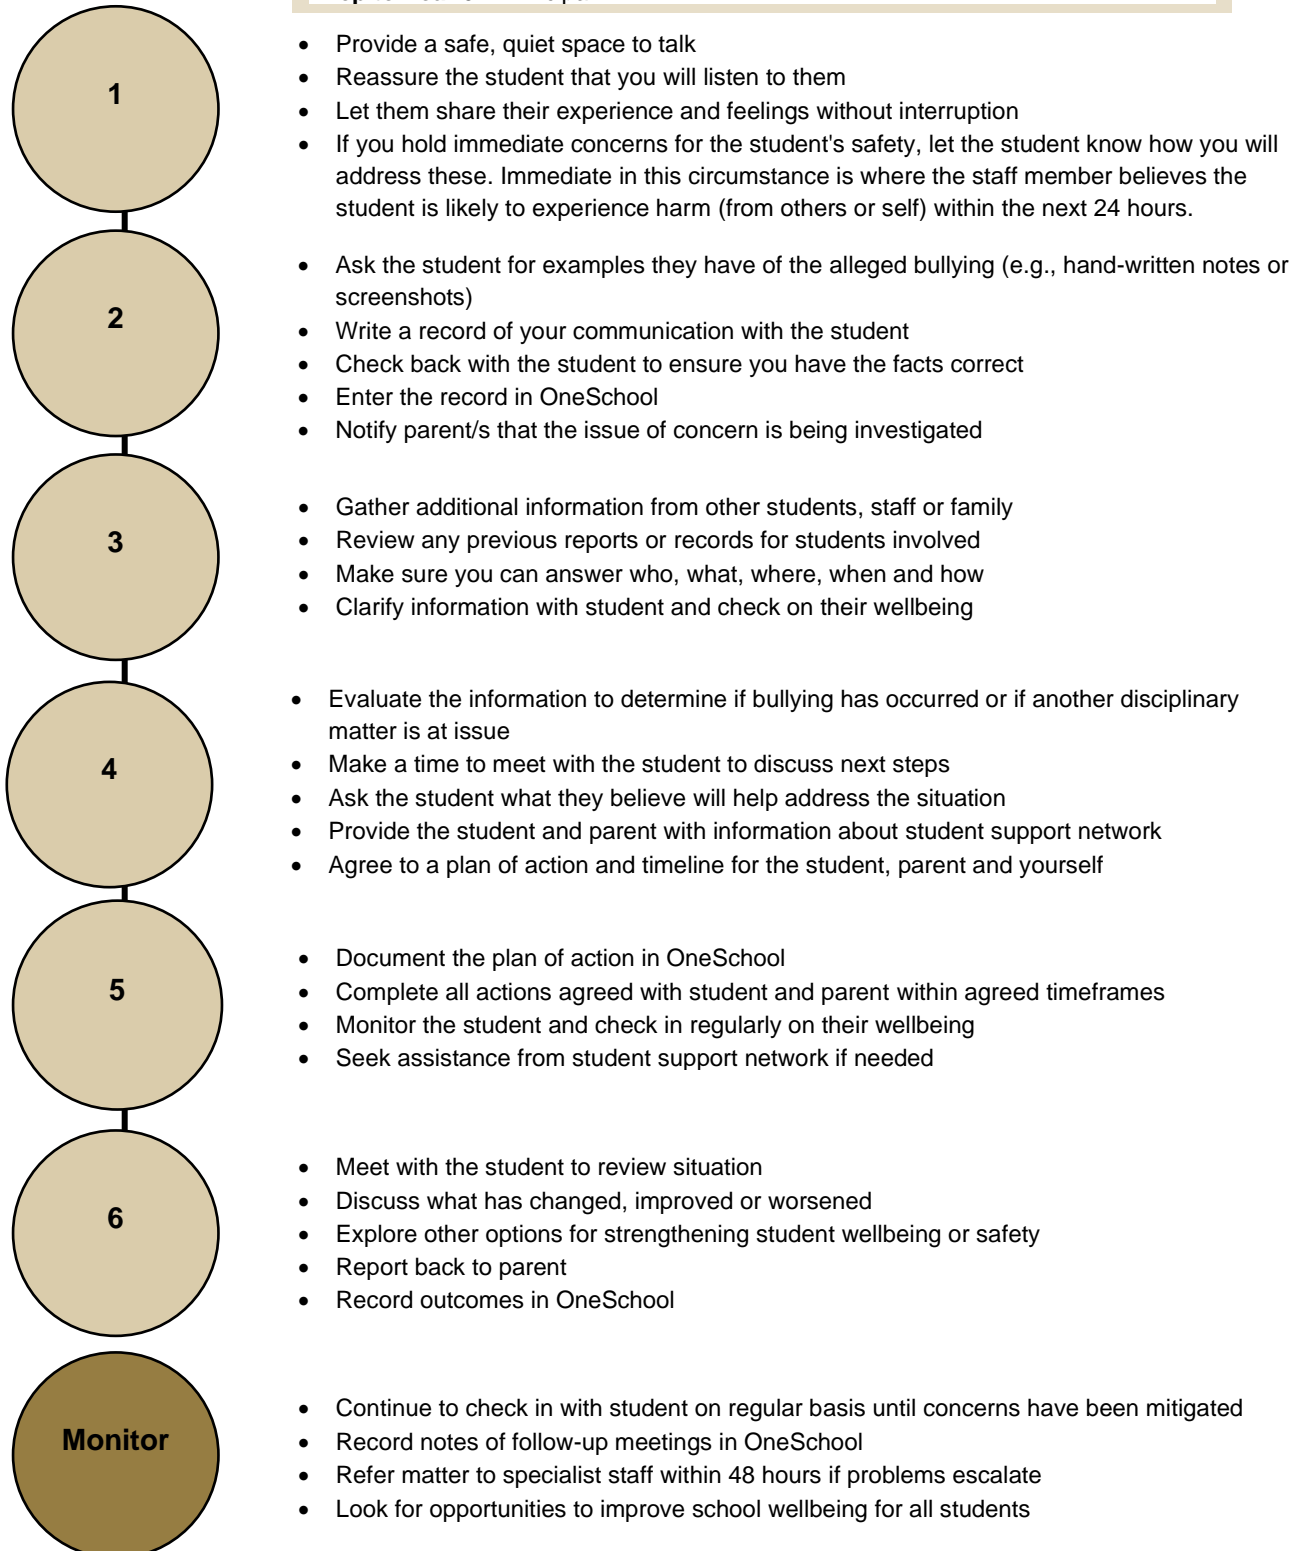 1
• Provide a safe, quiet space to talk
• Reassure the student that you will listen to them
• Let them share their experience and feelings without interruption
• If you hold immediate concerns for the student's safety, let the student know how you will
address these. Immediate in this circumstance is where the staff member believes the
student is likely to experience harm (from others or self) within the next 24 hours.
2
• Ask the student for examples they have of the alleged bullying (e.g., hand-written notes or
screenshots)
• Write a record of your communication with the student
• Check back with the student to ensure you have the facts correct
• Enter the record in OneSchool
• Notify parent/s that the issue of concern is being investigated
3
• Gather additional information from other students, staff or family
• Review any previous reports or records for students involved
• Make sure you can answer who, what, where, when and how
• Clarify information with student and check on their wellbeing
4
• Evaluate the information to determine if bullying has occurred or if another disciplinary
matter is at issue
• Make a time to meet with the student to discuss next steps
• Ask the student what they believe will help address the situation
• Provide the student and parent with information about student support network
• Agree to a plan of action and timeline for the student, parent and yourself
5
• Document the plan of action in OneSchool
• Complete all actions agreed with student and parent within agreed timeframes
• Monitor the student and check in regularly on their wellbeing
• Seek assistance from student support network if needed
6
• Meet with the student to review situation
• Discuss what has changed, improved or worsened
• Explore other options for strengthening student wellbeing or safety
• Report back to parent
• Record outcomes in OneSchool
Monitor
• Continue to check in with student on regular basis until concerns have been mitigated
• Record notes of follow-up meetings in OneSchool
• Refer matter to specialist staff within 48 hours if problems escalate
• Look for opportunities to improve school wellbeing for all students